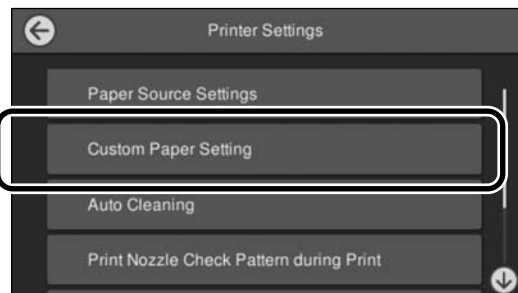 Printer Settings
Paper Source Settings
Custom Paper Setting
Auto Cleaning
Print Nozzle Check Pattern during Print